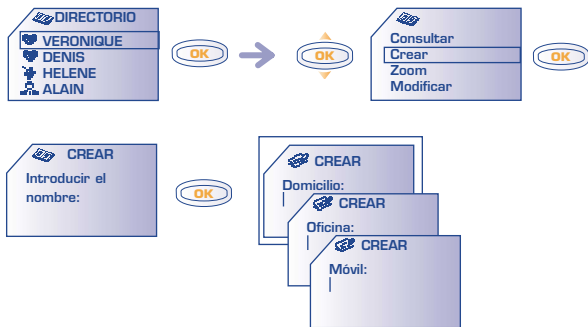 DIRECTORIO
VERONIQUE
DENIS
HELENE
ALAIN
OK
OK
Consultar
Crear
Zoom
Modificar
OK
CREAR
Introducir el
nombre:
OK
CREAR
Domicilio:
CREAR
Oficina:
CREAR
Móvil: